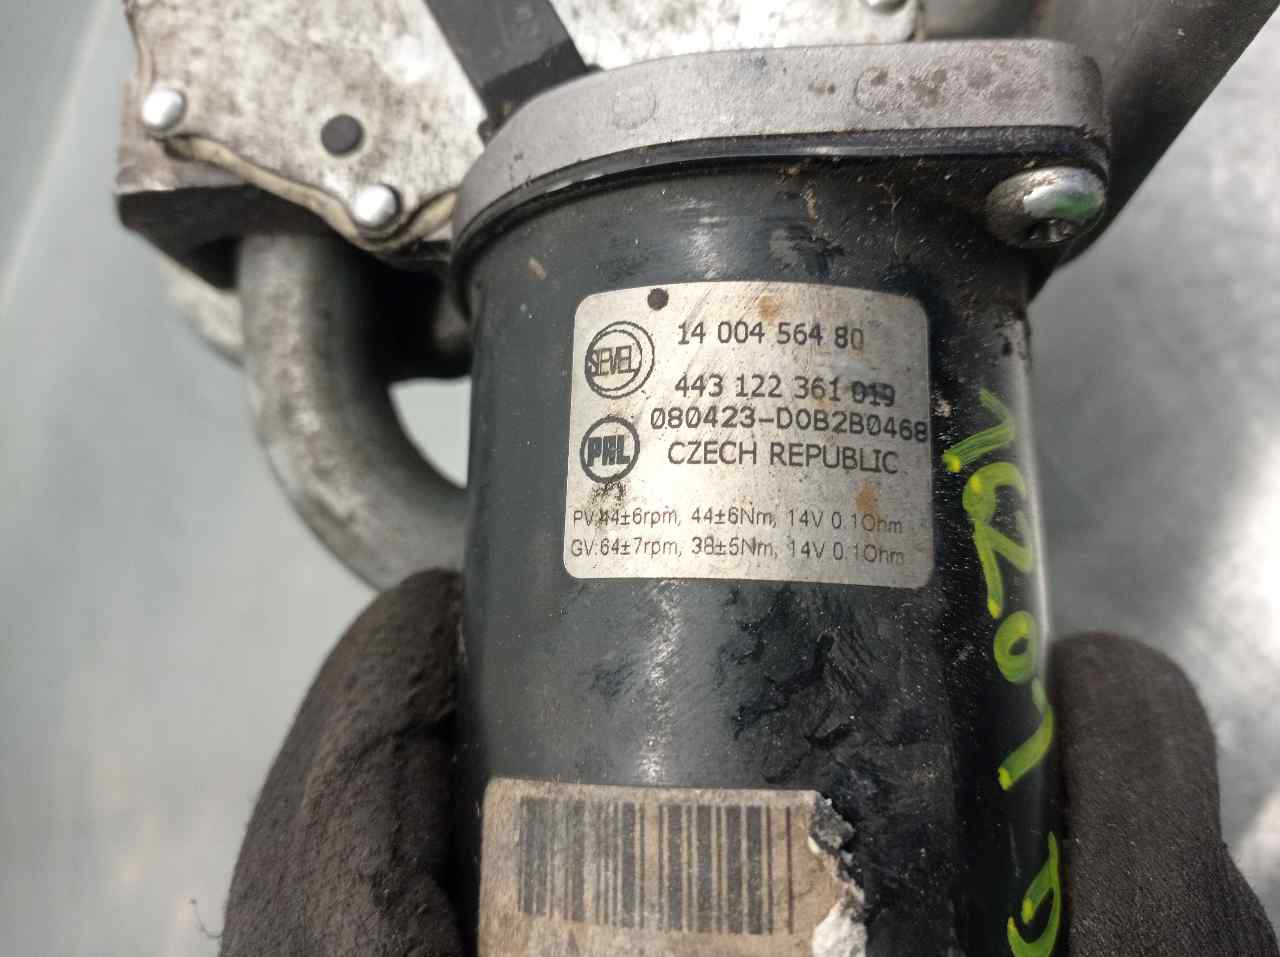 14 004 564 80
SEVEL
443 122 361 019
080423-D0B2B0468
PAL
CZECH REPUBLIC
PV:44±6rpm, 44±6Nm, 14V 0.1Ohm
GV:64±7rpm, 38±5Nm, 14V 0.1Ohm